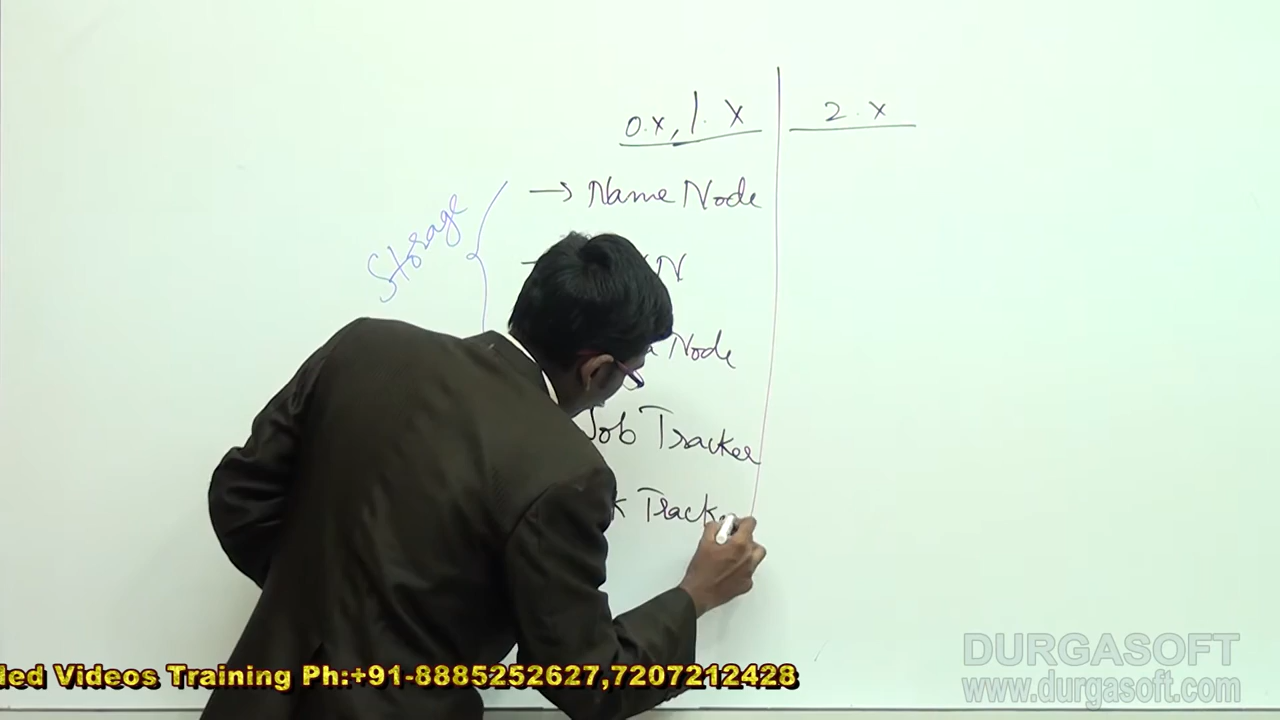 0.x, 1.x
2.x
Storage
→ Name Node
N
Node
Job Tracker
k Track
DURGASOFT
www.durgasoft.com
ded Videos Training Ph:+91-8885252627,7207212428